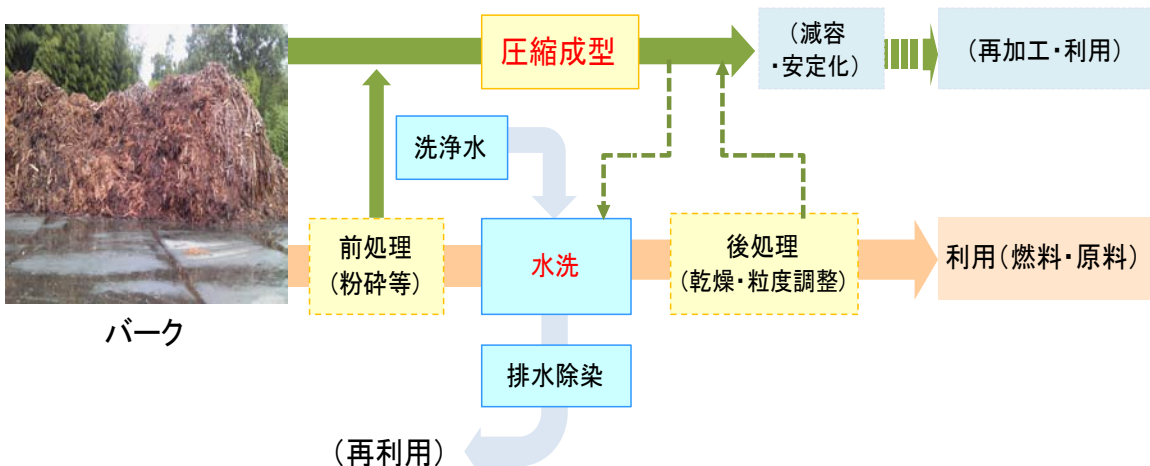 圧縮成型
（減容
・安定化）
（再加工・利用）
洗浄水
前処理
（粉砕等）
水洗
後処理
（乾燥・粒度調整）
利用（燃料・原料）
バーク
排水除染
（再利用）